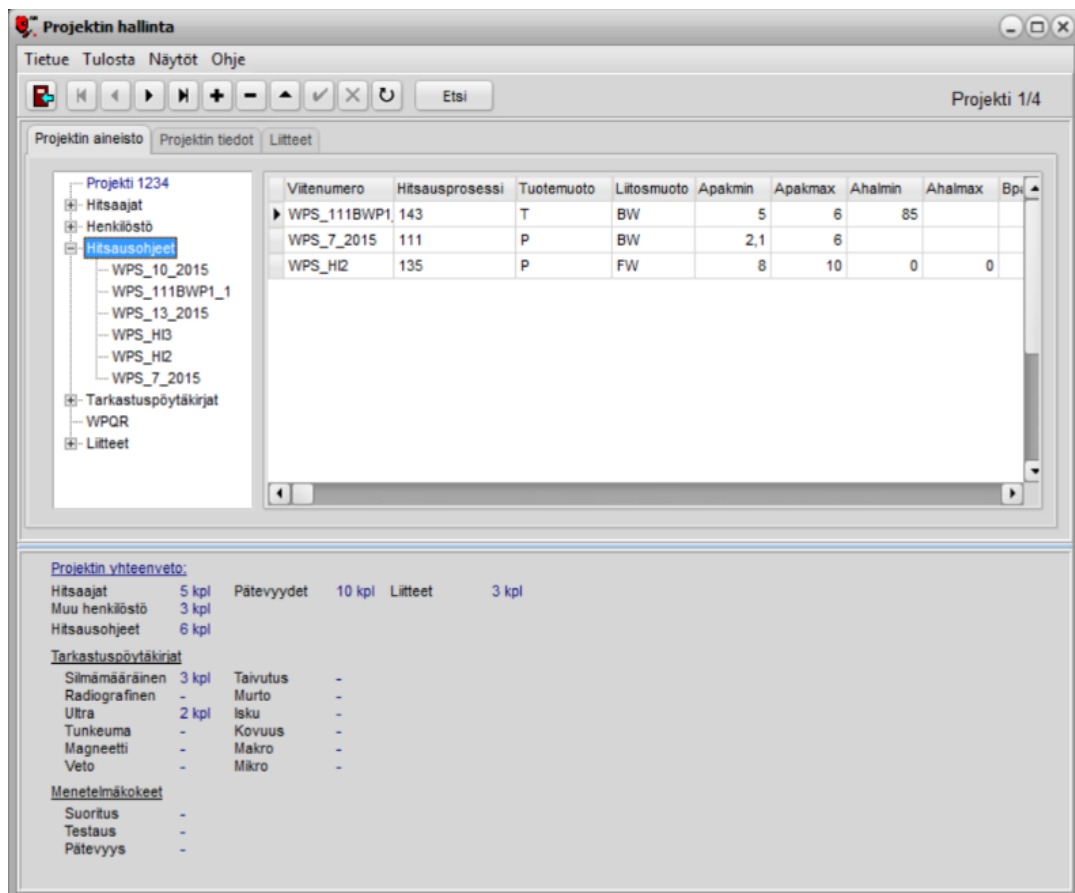 Projektin hallinta
Tietue Tulosta Näytöt Ohje
Etsi Projekti 1/4
Projektin aineisto Projektin tiedot Liitteet
Projekti 1234
Hitsaajat
Henkilöstö
Hitsausohjeet
WPS_10_2015
WPS_111BWP1_1
WPS_13_2015
WPS_HI3
WPS_HI2
WPS_7_2015
Tarkastuspöytäkirjat
WPQR
Liitteet
Viitenumero Hitsausprosessi Tuotemuoto Liitosmuoto Apakmin Apakmax Ahalmin Ahalmax Bpa
WPS_111BWP1_ 143 T BW 5 6 85
WPS_7_2015 111 P BW 2,1 6
WPS_HI2 135 P FW 8 10 0 0
Projektin yhteenveto:
Hitsaajat 5 kpl Pätevyydet 10 kpl Liitteet 3 kpl
Muu henkilöstö 3 kpl
Hitsausohjeet 6 kpl
Tarkastuspöytäkirjat
Silmämääräinen 3 kpl Taivutus -
Radiografinen - Murto -
Ultra 2 kpl Isku -
Tunkeuma - Kovuus -
Magneetti - Makro -
Veto - Mikro -
Menetelmäkokeet
Suoritus -
Testaus -
Pätevyys -